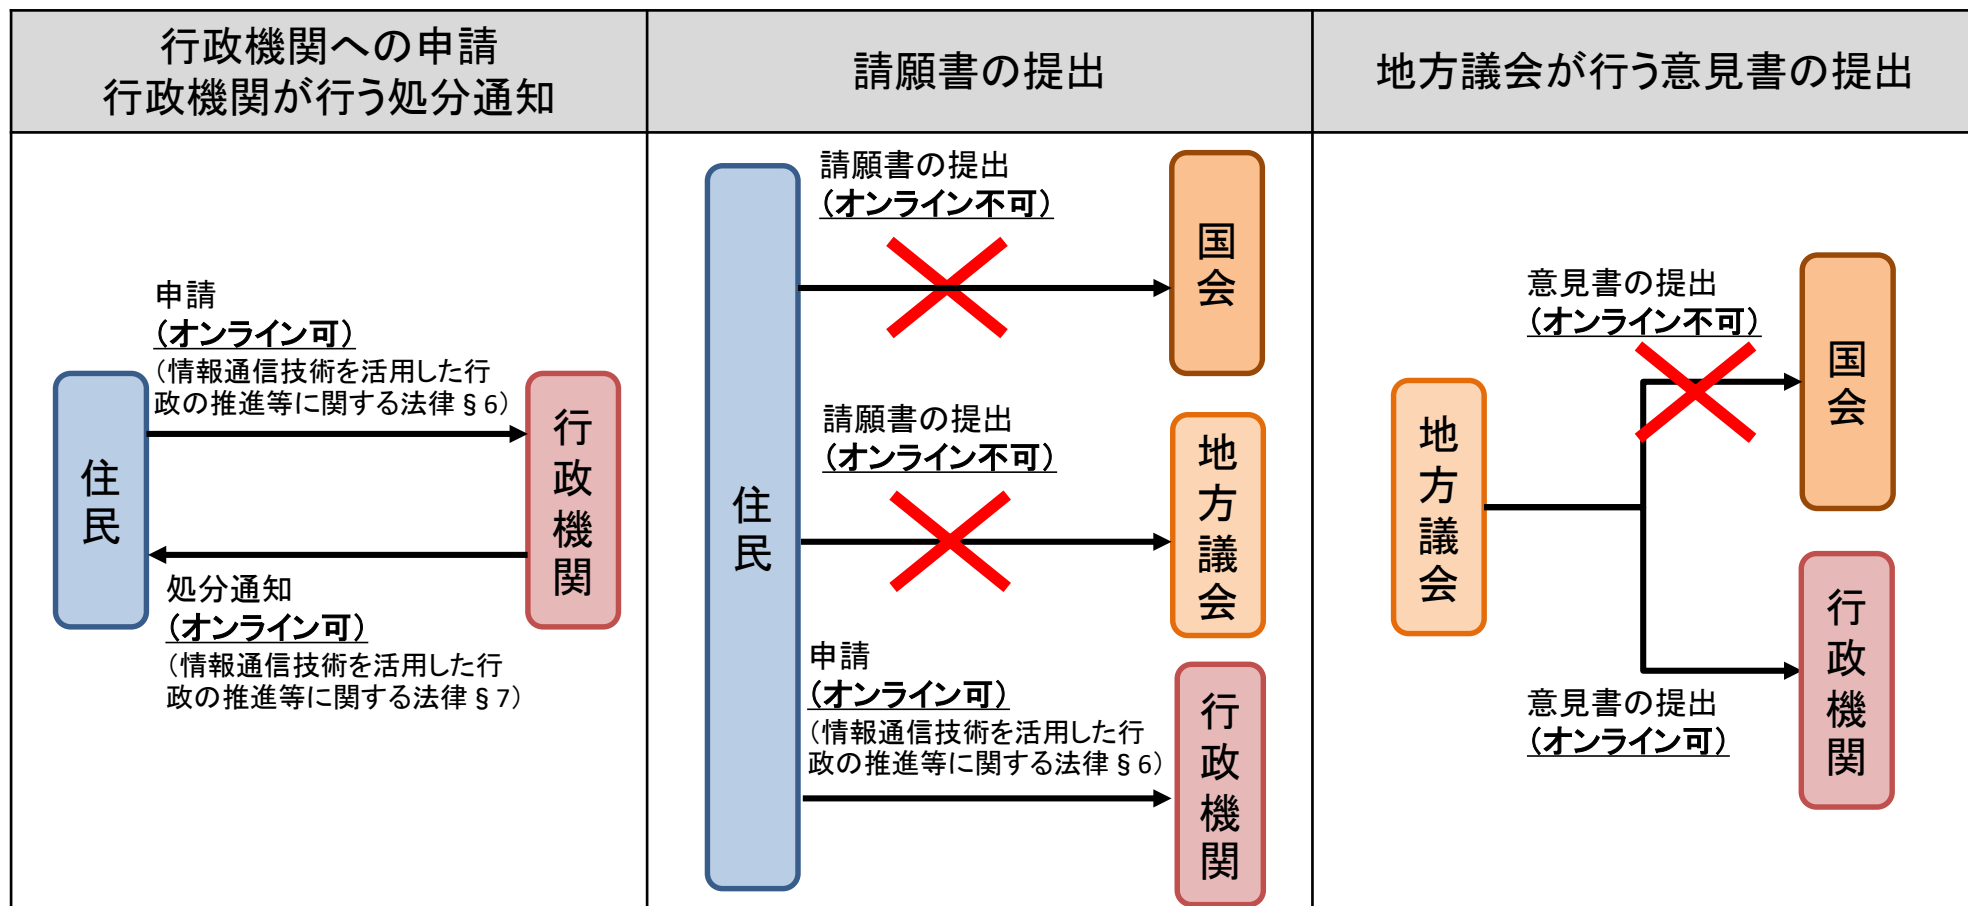 行政機関への申請
行政機関が行う処分通知
請願書の提出
地方議会が行う意見書の提出
申請
（オンライン可）
（情報通信技術を活用した行
政の推進等に関する法律§6）
住民
行政機関
処分通知
（オンライン可）
（情報通信技術を活用した行
政の推進等に関する法律§7）
請願書の提出
（オンライン不可）
国会
請願書の提出
（オンライン不可）
住民
地方議会
申請
（オンライン可）
（情報通信技術を活用した行
政の推進等に関する法律§6）
行政機関
意見書の提出
（オンライン不可）
国会
地方議会
意見書の提出
（オンライン可）
行政機関